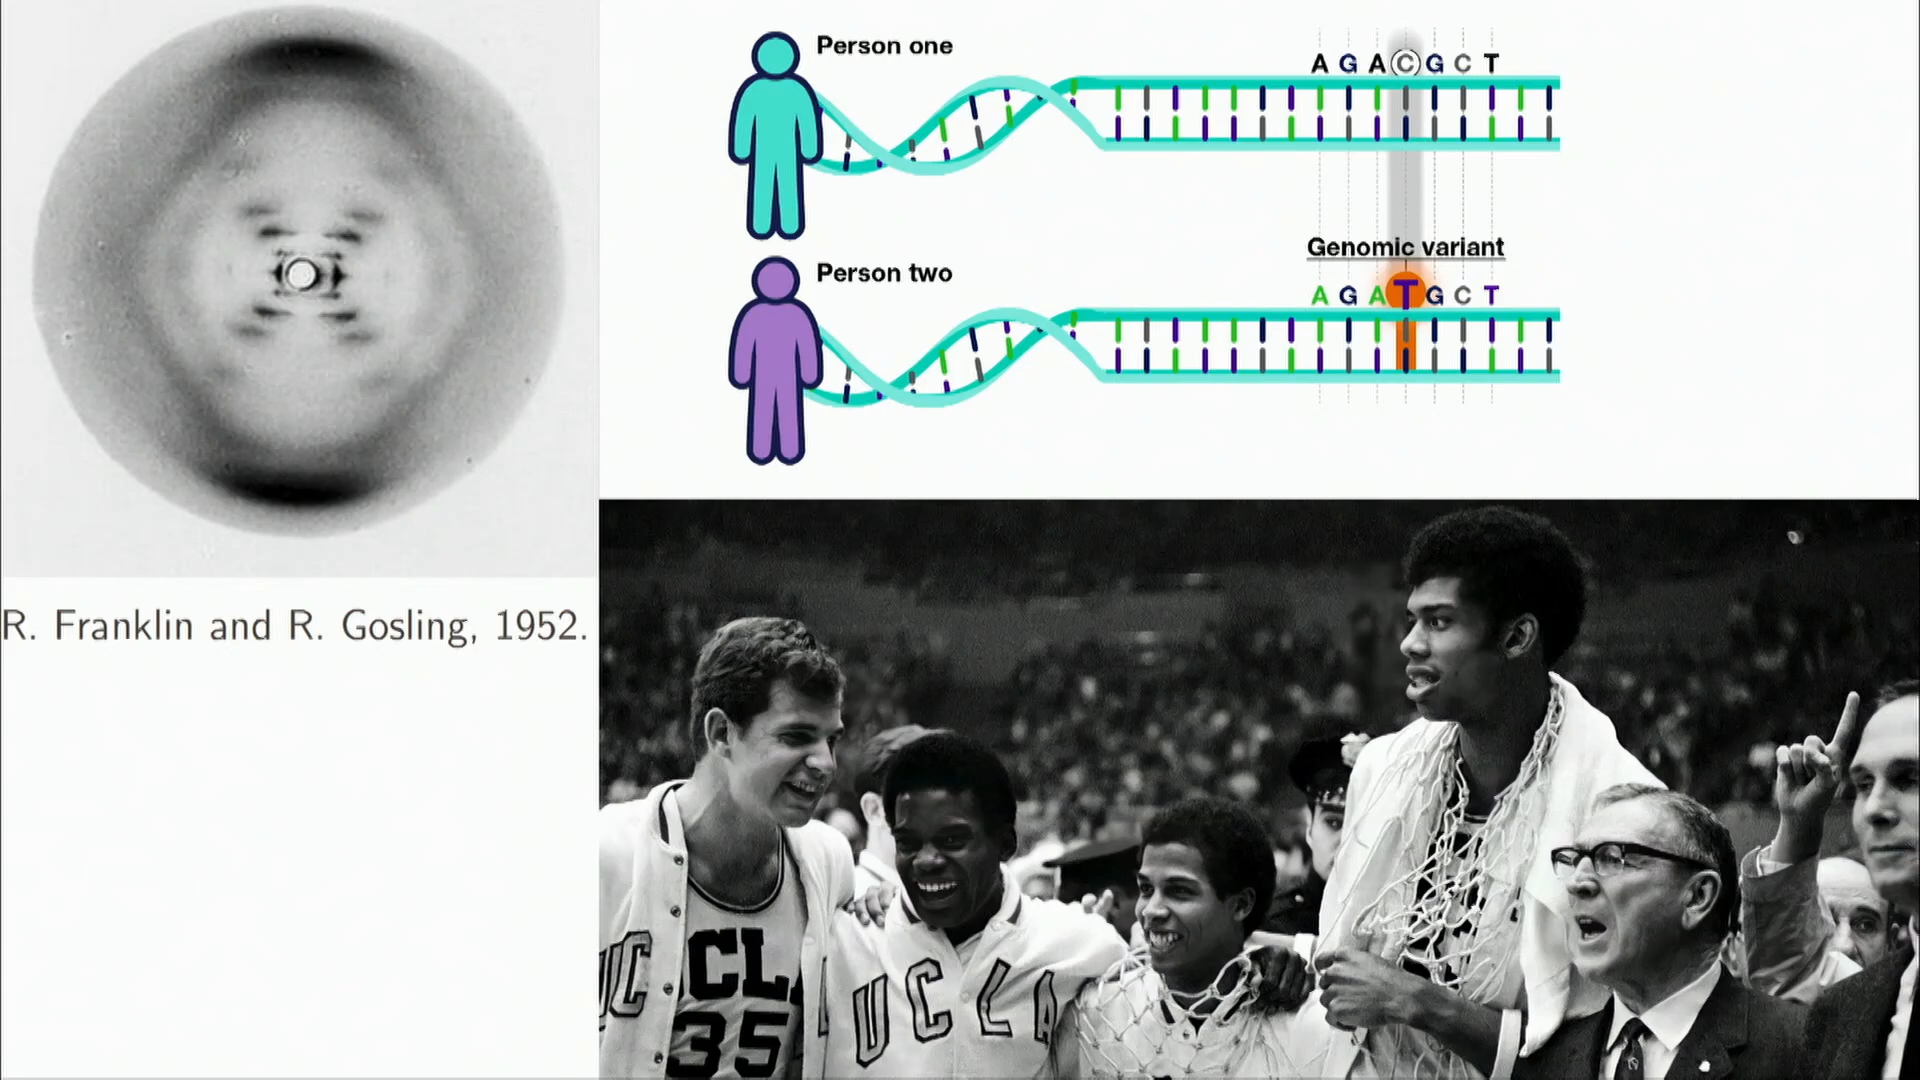 R. Franklin and R. Gosling, 1952.
Person one
A G A C G C T
Genomic variant
Person two
A G A T G C T
UCLA
35
UCLA